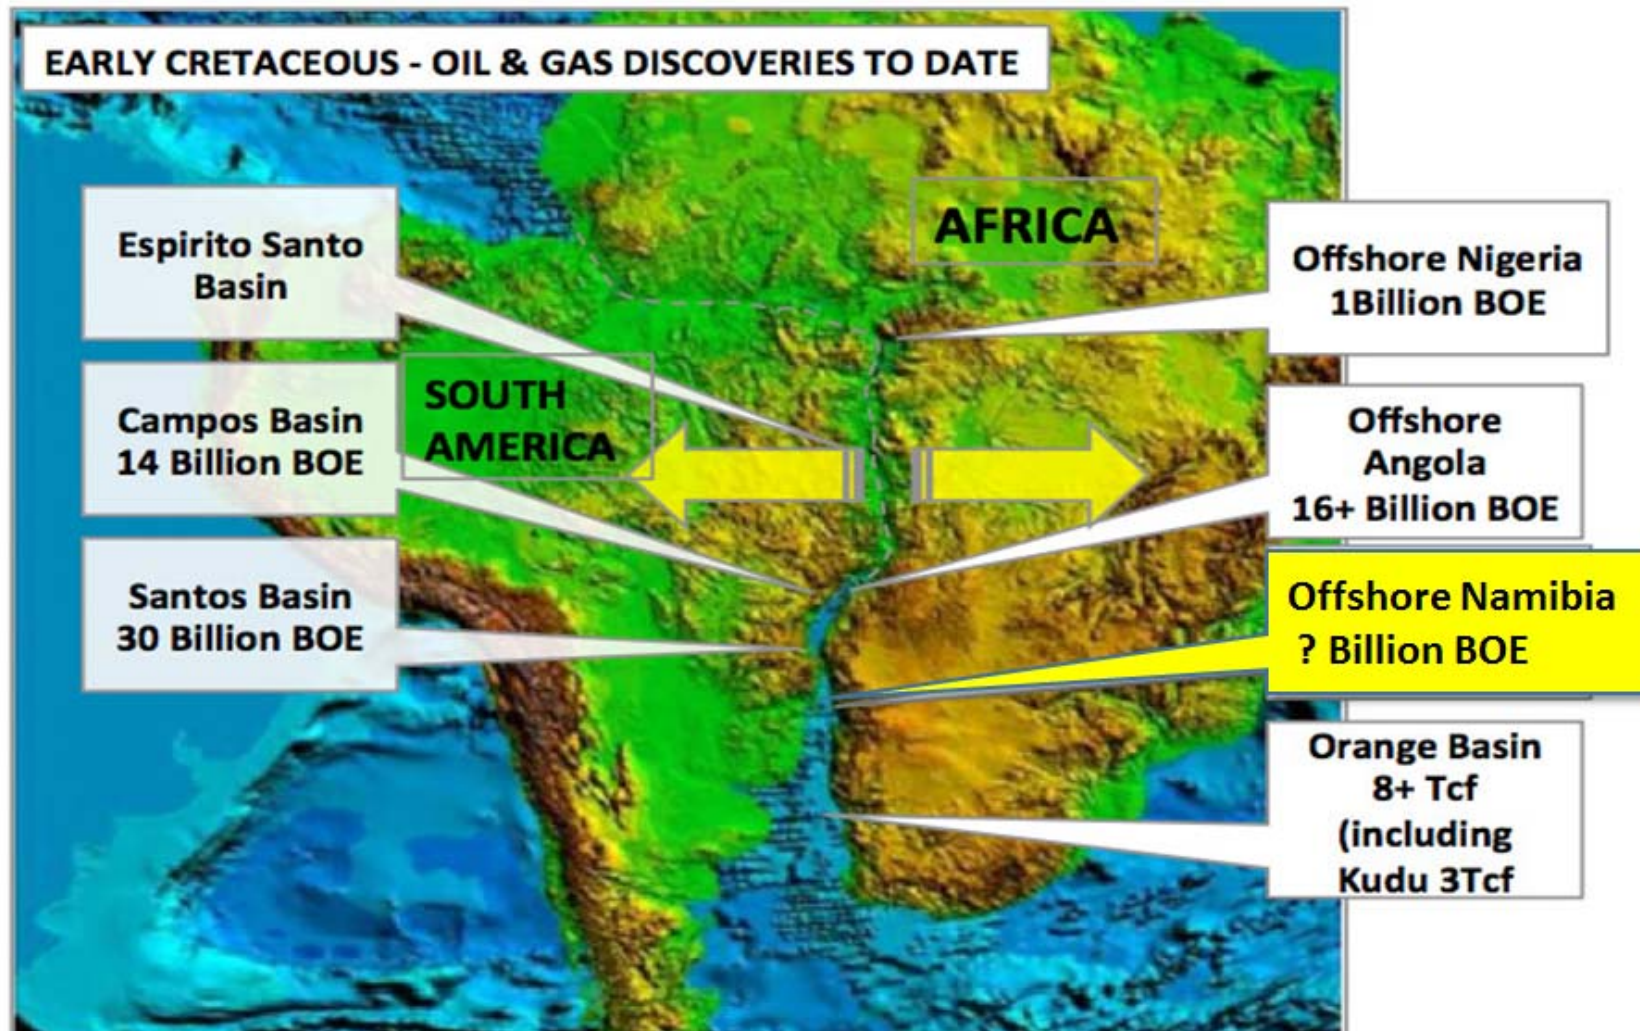 EARLY CRETACEOUS - OIL & GAS DISCOVERIES TO DATE
Espirito Santo
Basin
AFRICA
Offshore Nigeria
1Billion BOE
SOUTH
AMERICA
Campos Basin
14 Billion BOE
Offshore
Angola
16+ Billion BOE
Santos Basin
30 Billion BOE
Offshore Namibia
? Billion BOE
Orange Basin
8+ Tcf
(including
Kudu 3Tcf